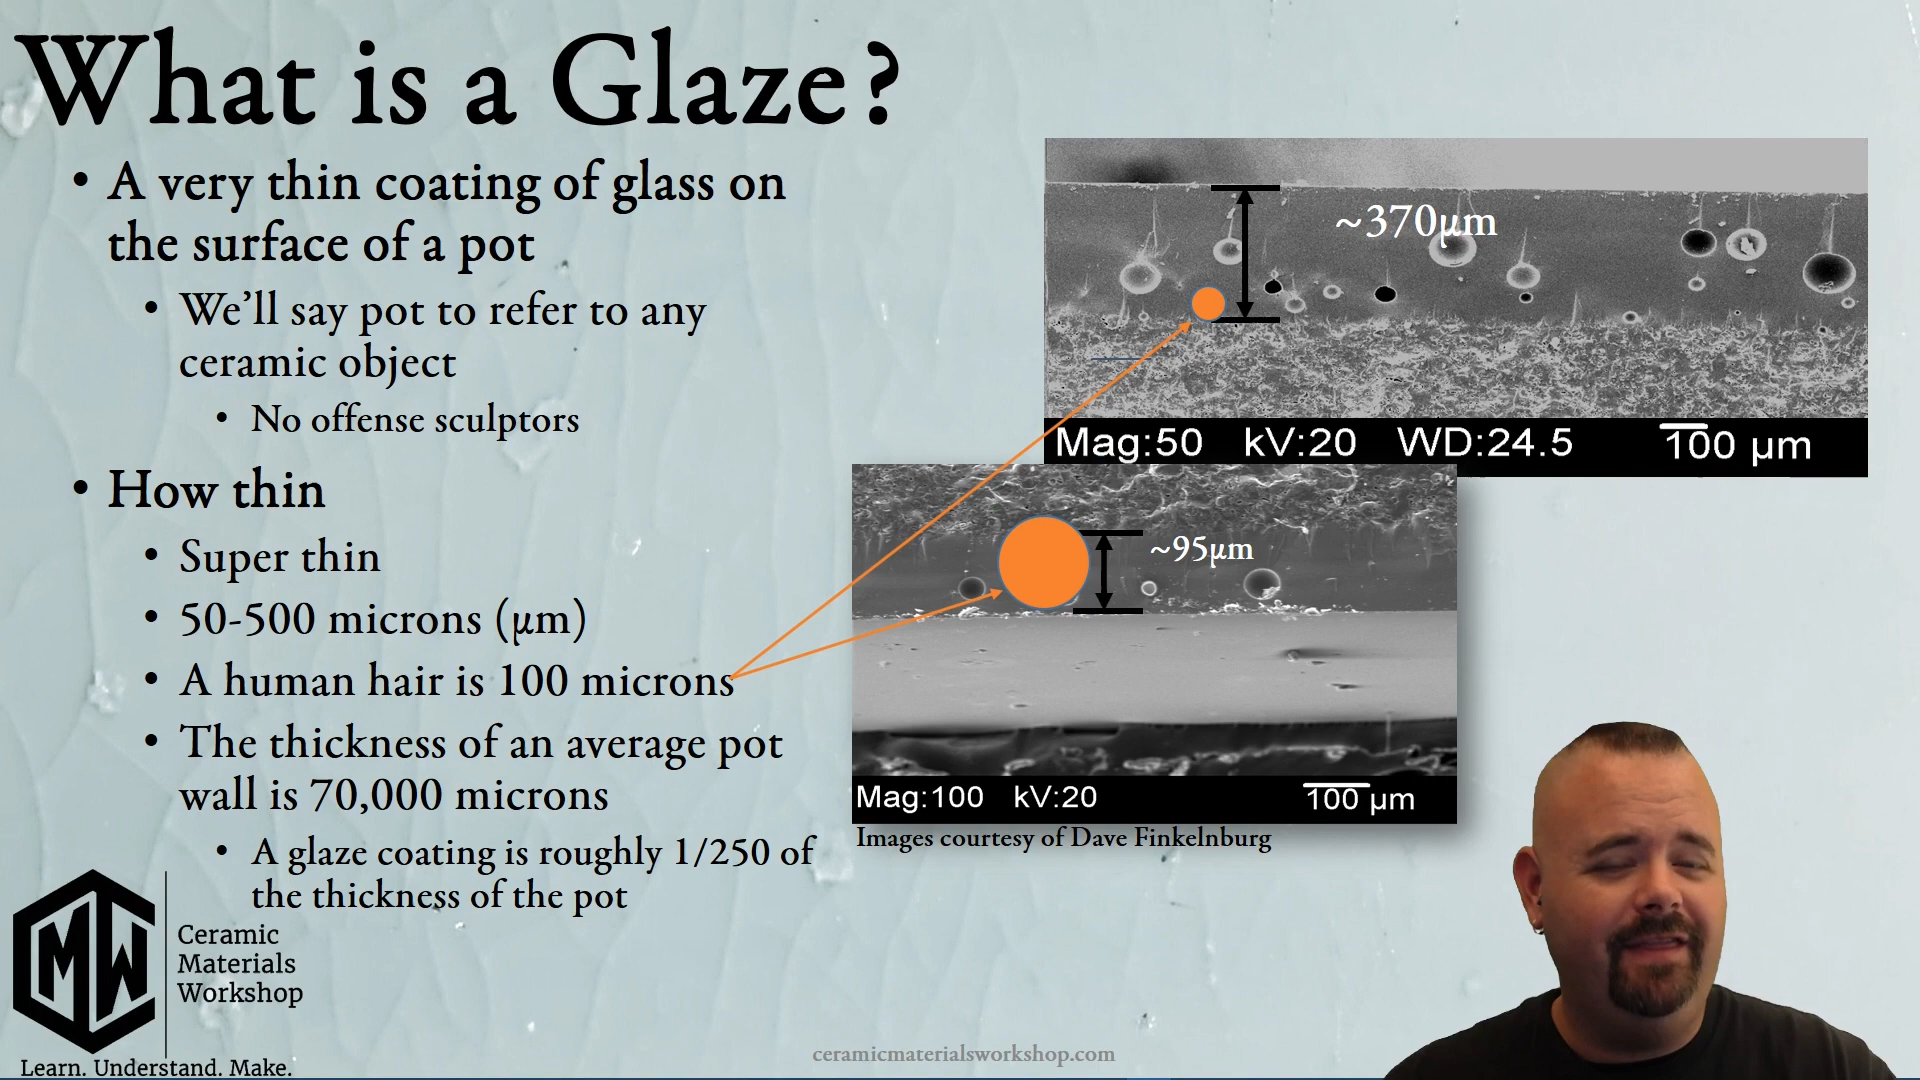 What is a Glaze?
• A very thin coating of glass on
the surface of a pot
• We’ll say pot to refer to any
ceramic object
• No offense sculptors
• How thin
• Super thin
• 50-500 microns (μm)
• A human hair is 100 microns
• The thickness of an average pot
wall is 70,000 microns
• A glaze coating is roughly 1/250 of
the thickness of the pot
~370μm
Mag:50 kV:20 WD:24.5 100 μm
~95μm
Mag:100 kV:20 100 μm
Images courtesy of Dave Finkelnburg
CMW
Ceramic
Materials
Workshop
Learn. Understand. Make.
ceramicmaterialsworkshop.com